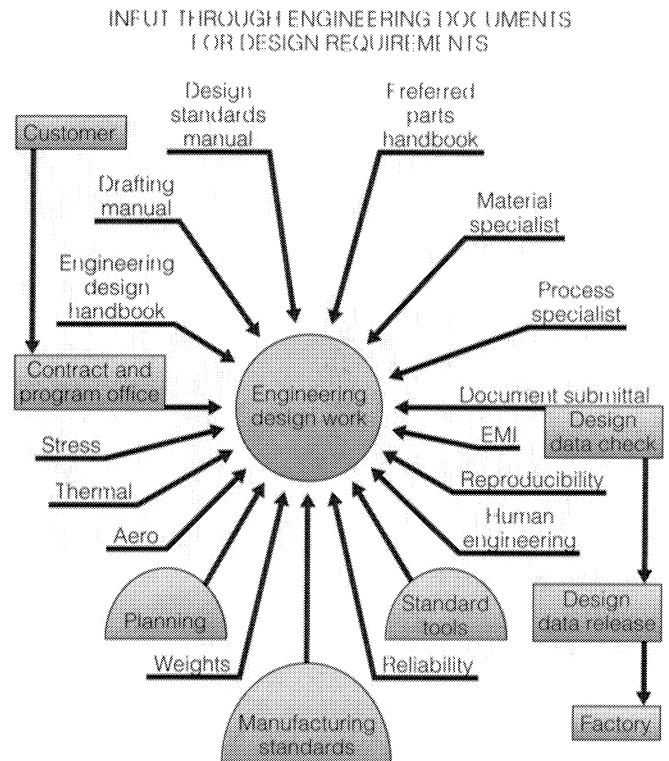 INPUT THROUGH ENGINEERING DOCUMENTS
FOR DESIGN REQUIREMENTS
Design
standards
manual
Preferred
parts
handbook
Customer
Drafting
manual
Material
specialist
Engineering
design
handbook
Process
specialist
Contract and
program office
Engineering
design work
Document submittal
Design
data check
Stress
EMI
Thermal
Reproducibility
Aero
Human
engineering
Planning
Standard
tools
Design
data release
Weights
Reliability
Manufacturing
standards
Factory